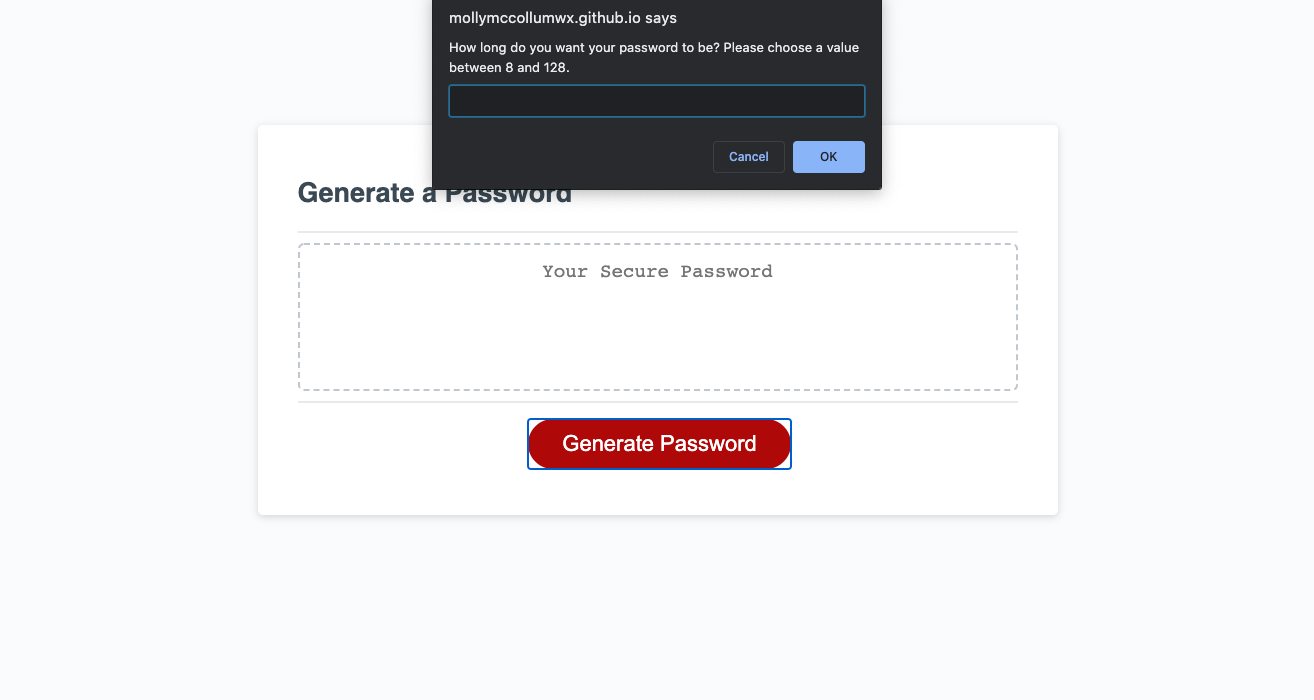 mollymccollumwx.github.io says
How long do you want your password to be? Please choose a value
between 8 and 128.
Cancel
OK
Generate a Password
Your Secure Password
Generate Password